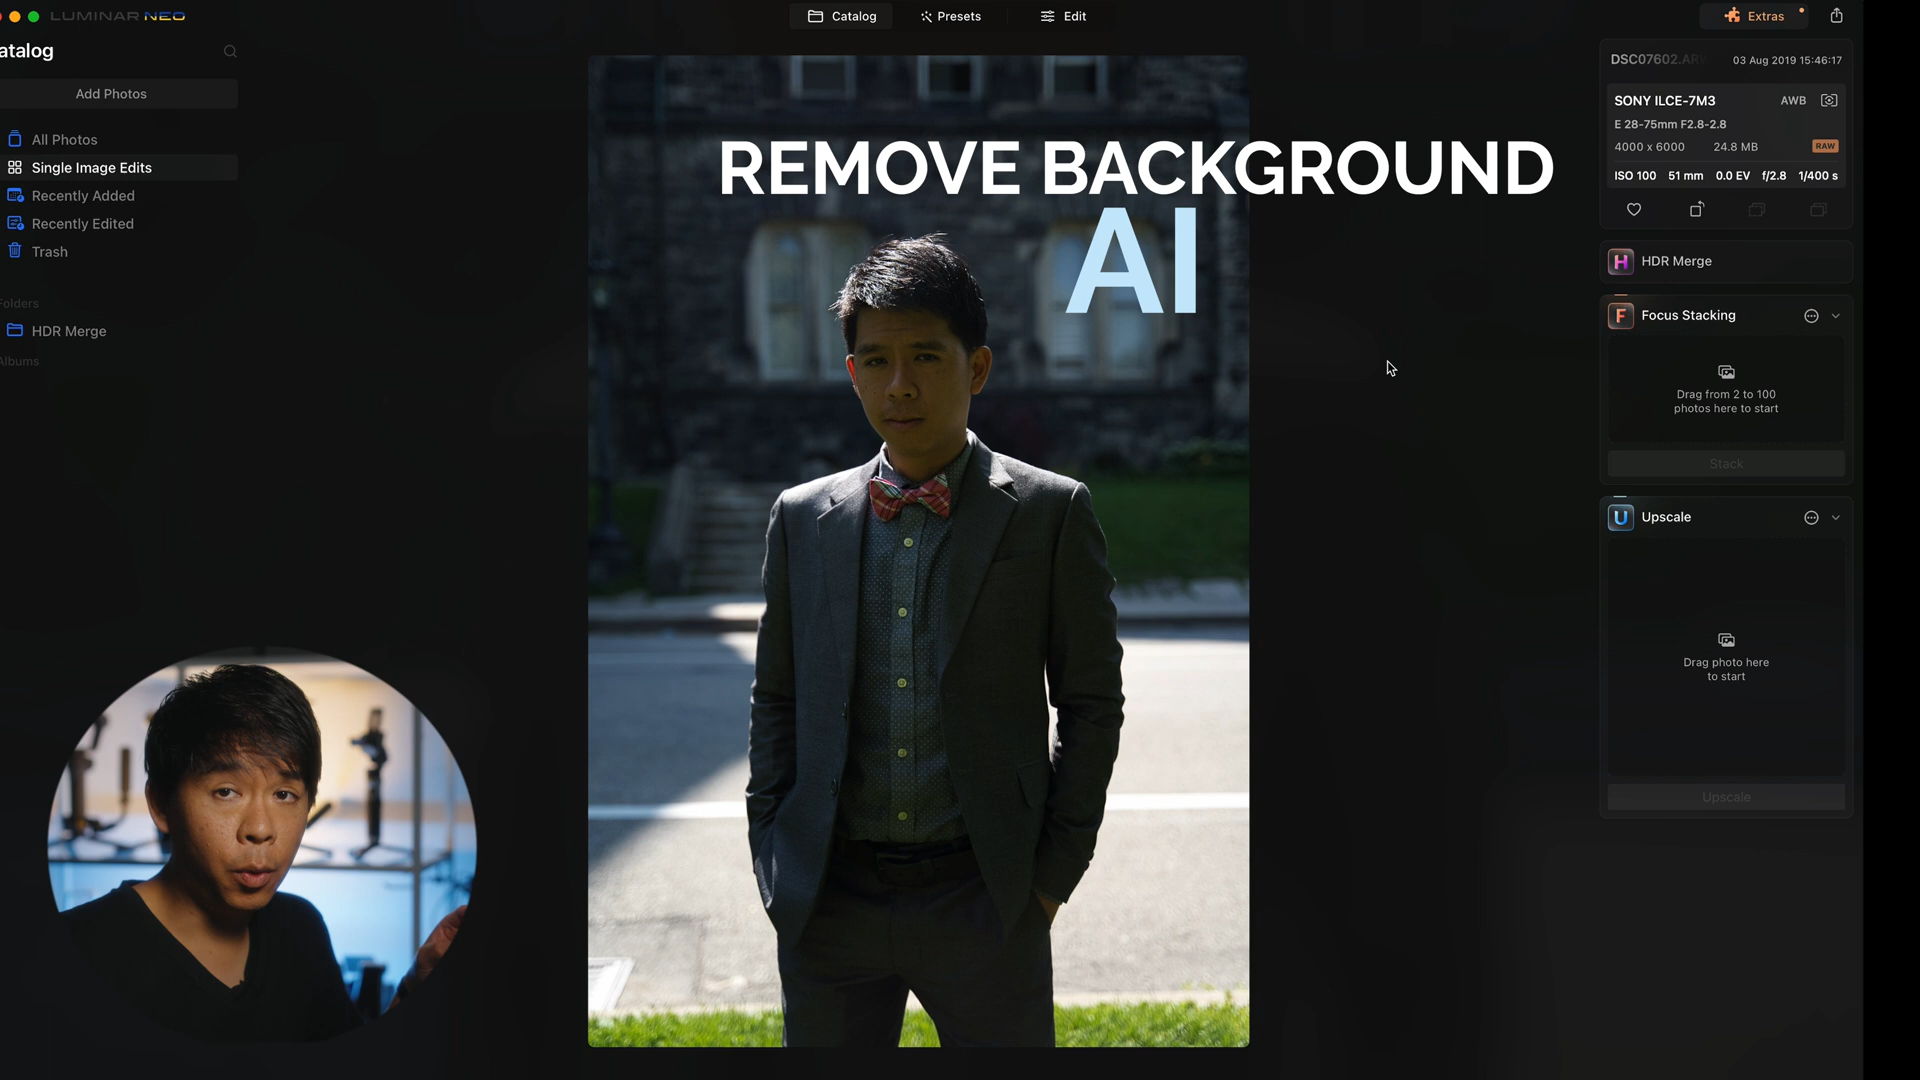 LUMINAR NEO
Catalog
Presets
Edit
Extras
atalog
Add Photos
All Photos
Single Image Edits
Recently Added
Recently Edited
Trash
Folders
HDR Merge
Albums
REMOVE BACKGROUND
AI
DSC07602.ARW 03 Aug 2019 15:46:17
SONY ILCE-7M3 AWB
E 28-75mm F2.8-2.8
4000 x 6000 24.8 MB RAW
ISO 100 51 mm 0.0 EV f/2.8 1/400 s
H HDR Merge
F Focus Stacking
Drag from 2 to 100
photos here to start
Stack
U Upscale
Drag photo here
to start
Upscale